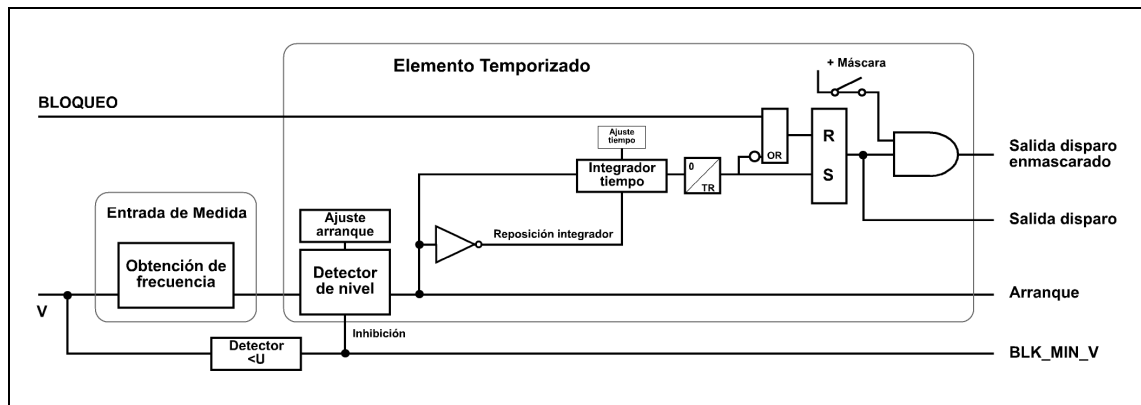 Elemento Temporizado
+ Máscara
BLOQUEO
Ajuste
tiempo
OR
R
S
Salida disparo
enmascarado
Integrador
tiempo
0
TR
Entrada de Medida
Ajuste
arranque
Reposición integrador
Salida disparo
Obtención de
frecuencia
Detector
de nivel
Arranque
V
Inhibición
Detector
<U
BLK_MIN_V